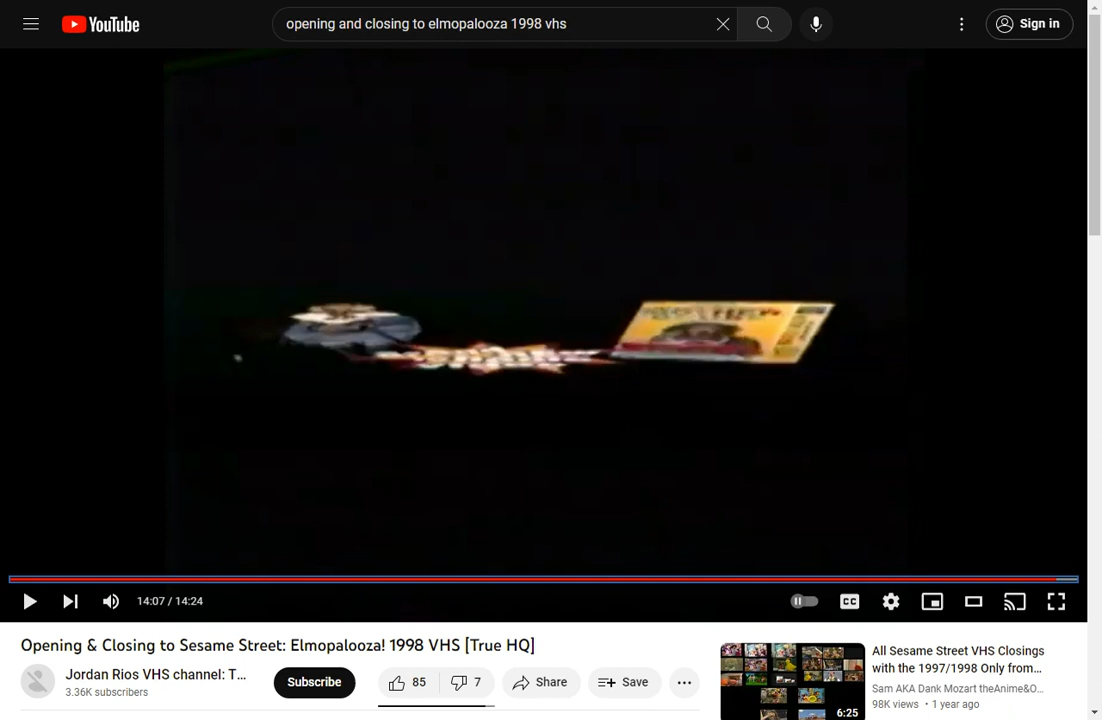 YouTube
opening and closing to elmopalooza 1998 vhs
Sign in
14:07 / 14:24
CC
Opening & Closing to Sesame Street: Elmopalooza! 1998 VHS [True HQ]
Jordan Rios VHS channel: T...
3.36K subscribers
Subscribe
85
7
Share
Save
All Sesame Street VHS Closings
with the 1997/1998 Only from...
Sam AKA Dank Mozart theAnime&O...
98K views • 1 year ago
6:25